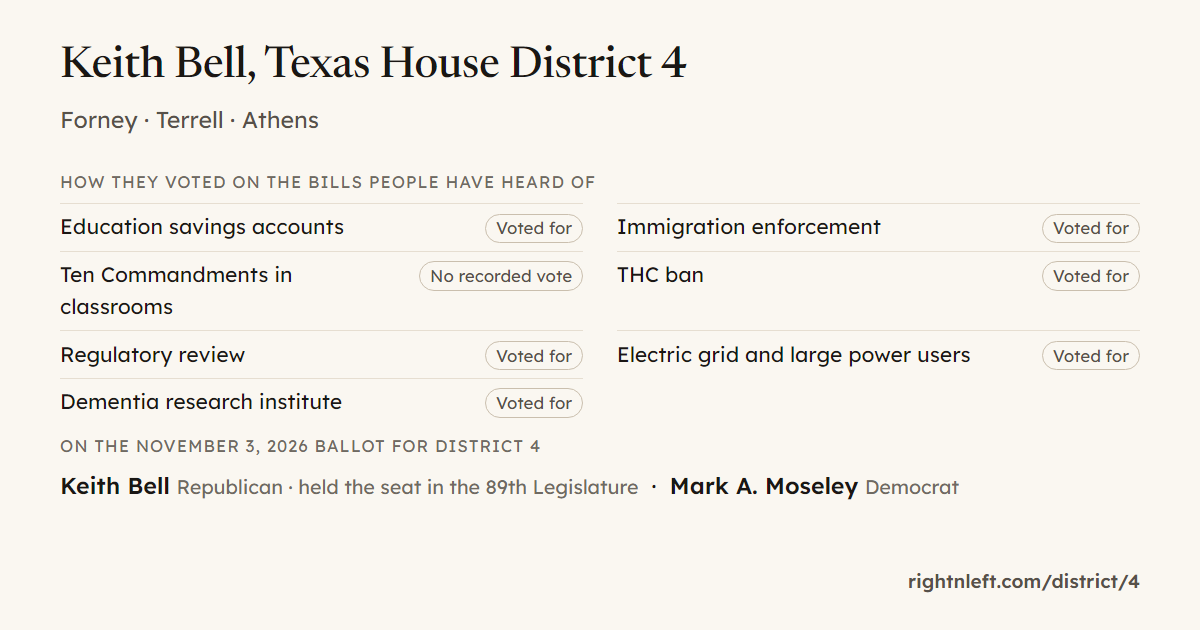 Keith Bell, Texas House District 4
Forney · Terrell · Athens
HOW THEY VOTED ON THE BILLS PEOPLE HAVE HEARD OF
Education savings accounts Voted for
Immigration enforcement Voted for
Ten Commandments in No recorded vote
classrooms
THC ban Voted for
Regulatory review Voted for
Electric grid and large power users Voted for
Dementia research institute Voted for
ON THE NOVEMBER 3, 2026 BALLOT FOR DISTRICT 4
Keith Bell Republican · held the seat in the 89th Legislature · Mark A. Moseley Democrat
rightnleft.com/district/4